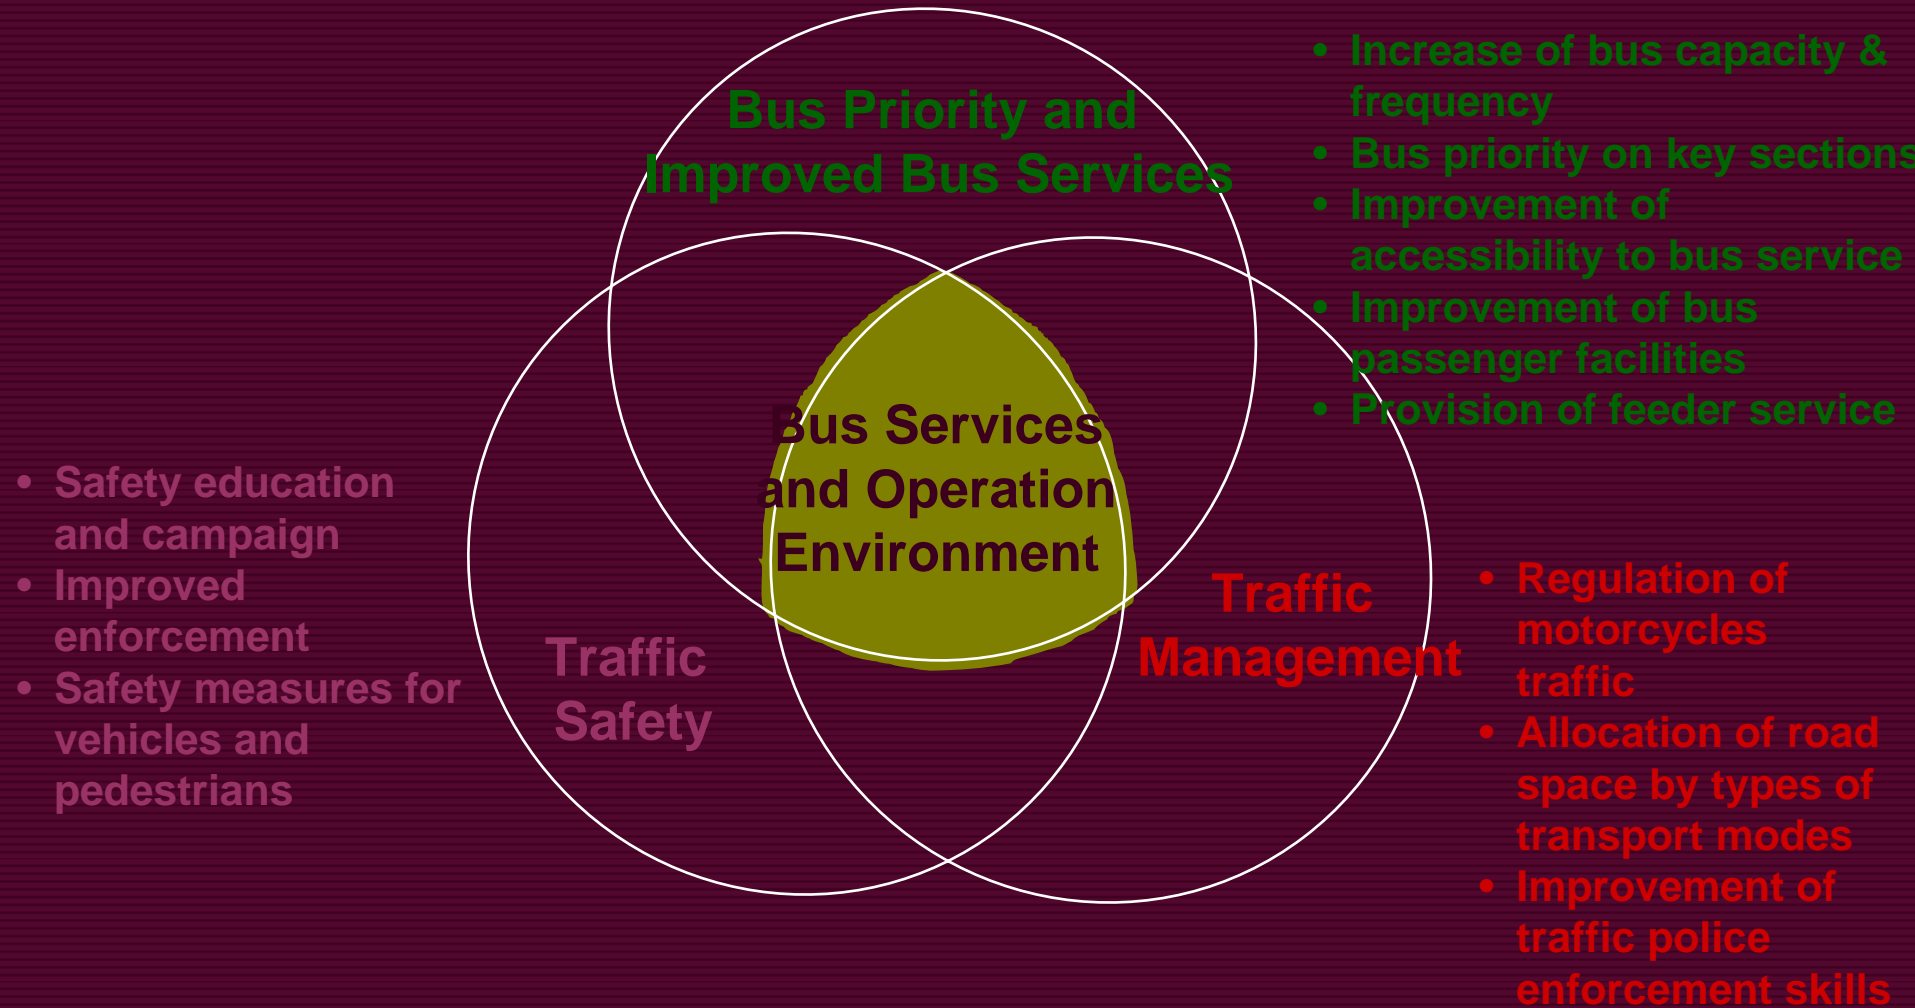 Bus Priority and
Improved Bus Services
• Increase of bus capacity &
frequency
• Bus priority on key sections
• Improvement of
accessibility to bus service
• Improvement of bus
passenger facilities
• Provision of feeder service
Bus Services
and Operation
Environment
• Safety education
and campaign
• Improved
enforcement
• Safety measures for
vehicles and
pedestrians
Traffic
Safety
Traffic
Management
• Regulation of
motorcycles
traffic
• Allocation of road
space by types of
transport modes
• Improvement of
traffic police
enforcement skills